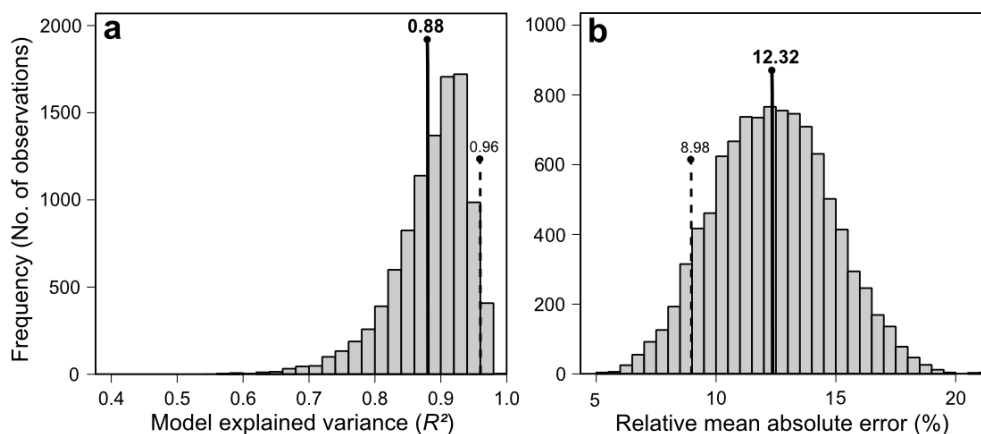 a
0.88
0.96
2000
1500
1000
500
0
0.4 0.5 0.6 0.7 0.8 0.9 1.0
Frequency (No. of observations)
Model explained variance (R²)
b
12.32
8.98
1000
800
600
400
200
0
5 10 15 20
Relative mean absolute error (%)